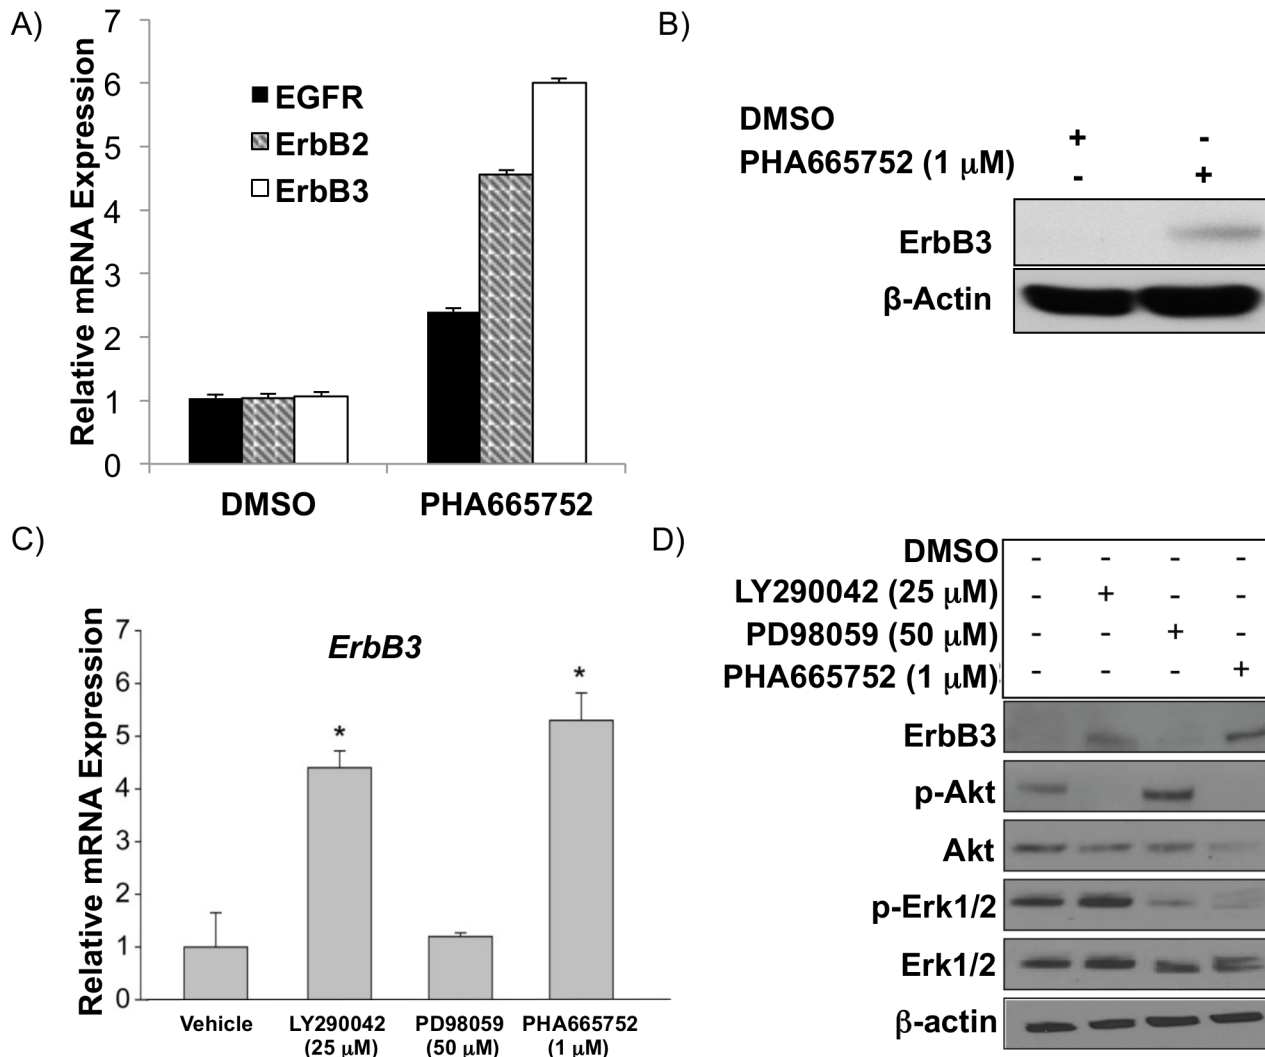 A)
7
6
5
4
3
2
1
0
Relative mRNA Expression
EGFR
ErbB2
ErbB3
DMSO PHA665752
B)
DMSO + -
PHA665752 (1 μM) - +
ErbB3
β-Actin
C)
7
6
5
4
3
2
1
0
Relative mRNA Expression
ErbB3
* *
Vehicle LY290042 PD98059 PHA665752
(25 μM) (50 μM) (1 μM)
D)
DMSO - - - -
LY290042 (25 μM) - + - -
PD98059 (50 μM) - - + -
PHA665752 (1 μM) - - - +
ErbB3
p-Akt
Akt
p-Erk1/2
Erk1/2
β-actin